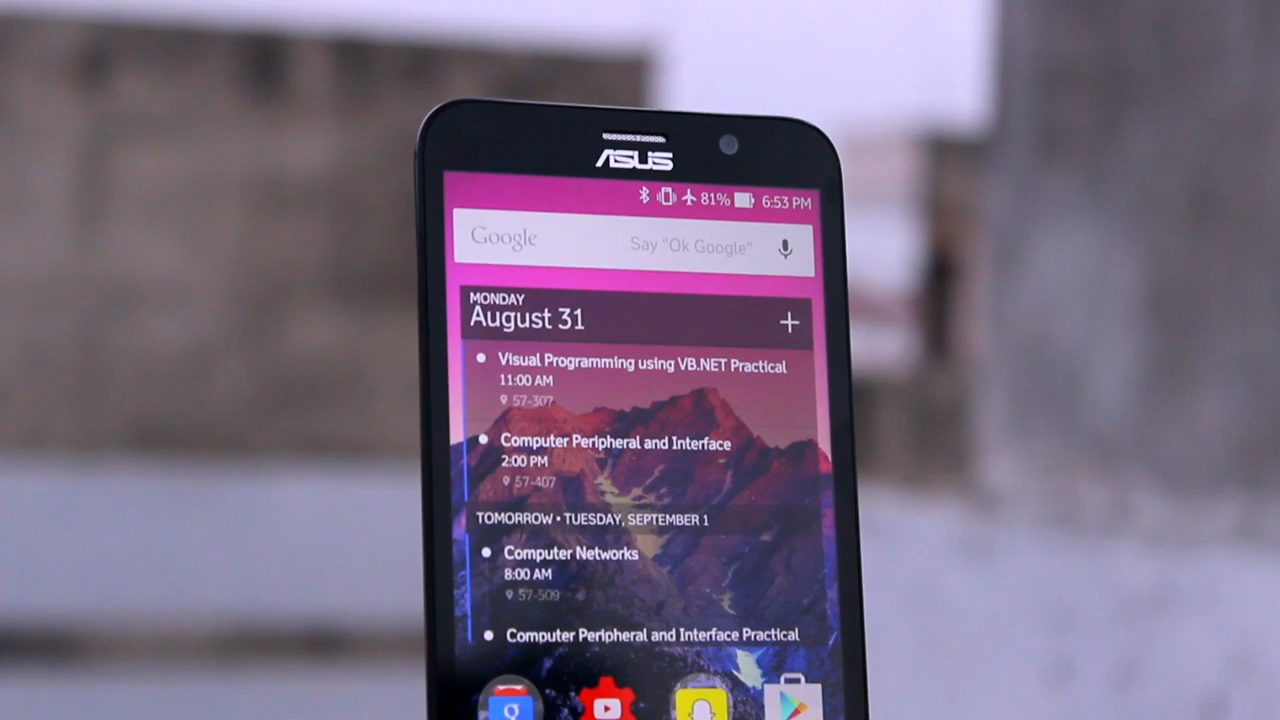 ASUS
81% 6:53 PM
Google Say "Ok Google"
MONDAY
August 31
Visual Programming using VB.NET Practical
11:00 AM
57-307
Computer Peripheral and Interface
2:00 PM
57-407
TOMORROW • TUESDAY, SEPTEMBER 1
Computer Networks
8:00 AM
57-509
Computer Peripheral and Interface Practical
g